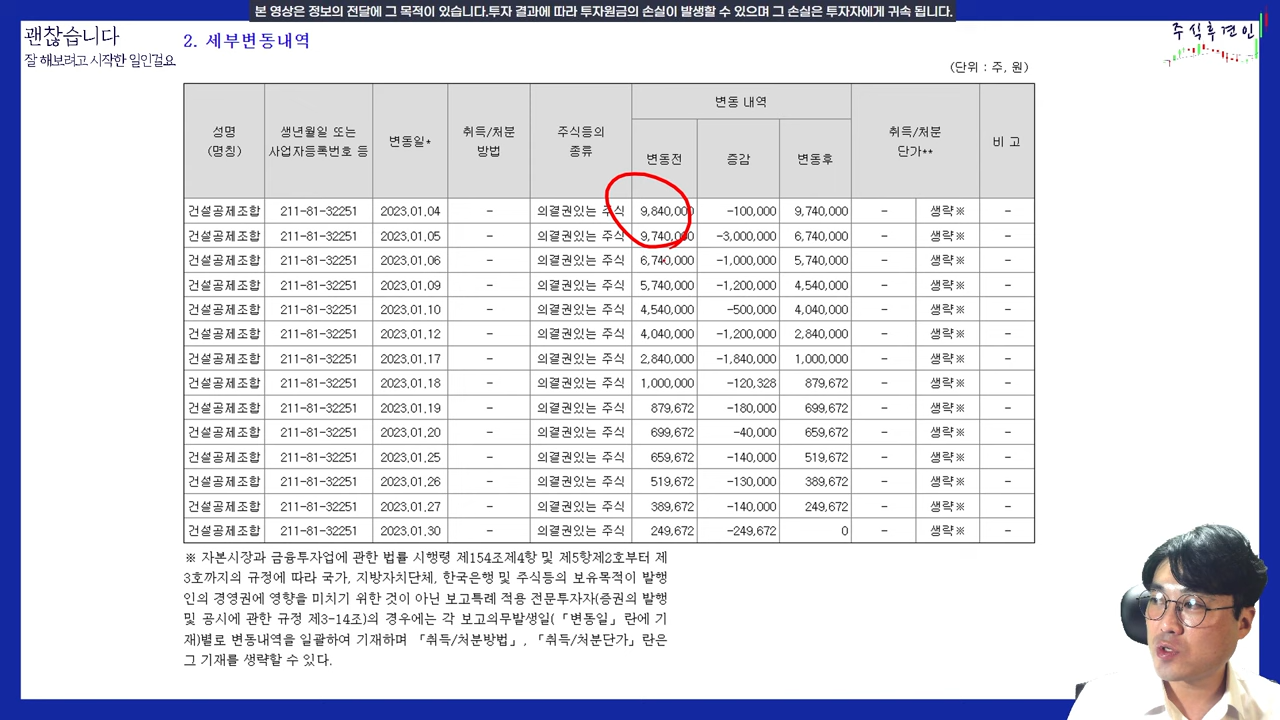 본 영상은 정보의 전달에 그 목적이 있습니다.투자 결과에 따라 투자원금의 손실이 발생할 수 있으며 그 손실은 투자자에게 귀속 됩니다.
괜찮습니다
잘 해보려고 시작한 일인걸요
주식후견인
2. 세부변동내역
(단위 : 주, 원)
성명 (명칭) 생년월일 또는 사업자등록번호 등 변동일* 취득/처분 방법 주식등의 종류 변동 내역 취득/처분 단가** 비 고
변동전 증감 변동후
건설공제조합 211-81-32251 2023.01.04 - 의결권있는 주식 9,840,000 -100,000 9,740,000 - 생략※ -
건설공제조합 211-81-32251 2023.01.05 - 의결권있는 주식 9,740,000 -3,000,000 6,740,000 - 생략※ -
건설공제조합 211-81-32251 2023.01.06 - 의결권있는 주식 6,740,000 -1,000,000 5,740,000 - 생략※ -
건설공제조합 211-81-32251 2023.01.09 - 의결권있는 주식 5,740,000 -1,200,000 4,540,000 - 생략※ -
건설공제조합 211-81-32251 2023.01.10 - 의결권있는 주식 4,540,000 -500,000 4,040,000 - 생략※ -
건설공제조합 211-81-32251 2023.01.12 - 의결권있는 주식 4,040,000 -1,200,000 2,840,000 - 생략※ -
건설공제조합 211-81-32251 2023.01.17 - 의결권있는 주식 2,840,000 -1,840,000 1,000,000 - 생략※ -
건설공제조합 211-81-32251 2023.01.18 - 의결권있는 주식 1,000,000 -120,328 879,672 - 생략※ -
건설공제조합 211-81-32251 2023.01.19 - 의결권있는 주식 879,672 -180,000 699,672 - 생략※ -
건설공제조합 211-81-32251 2023.01.20 - 의결권있는 주식 699,672 -40,000 659,672 - 생략※ -
건설공제조합 211-81-32251 2023.01.25 - 의결권있는 주식 659,672 -140,000 519,672 - 생략※ -
건설공제조합 211-81-32251 2023.01.26 - 의결권있는 주식 519,672 -130,000 389,672 - 생략※ -
건설공제조합 211-81-32251 2023.01.27 - 의결권있는 주식 389,672 -140,000 249,672 - 생략※ -
건설공제조합 211-81-32251 2023.01.30 - 의결권있는 주식 249,672 -249,672 0 - 생략※ -
※ 자본시장과 금융투자업에 관한 법률 시행령 제154조제4항 및 제5항제2호부터 제
3호까지의 규정에 따라 국가, 지방자치단체, 한국은행 및 주식등의 보유목적이 발행
인의 경영권에 영향을 미치기 위한 것이 아닌 보고특례 적용 전문투자자(증권의 발행
및 공시에 관한 규정 제3-14조)의 경우에는 각 보고의무발생일(「변동일」란에 기
재)별로 변동내역을 일괄하여 기재하며 「취득/처분방법」, 「취득/처분단가」란은
그 기재를 생략할 수 있다.